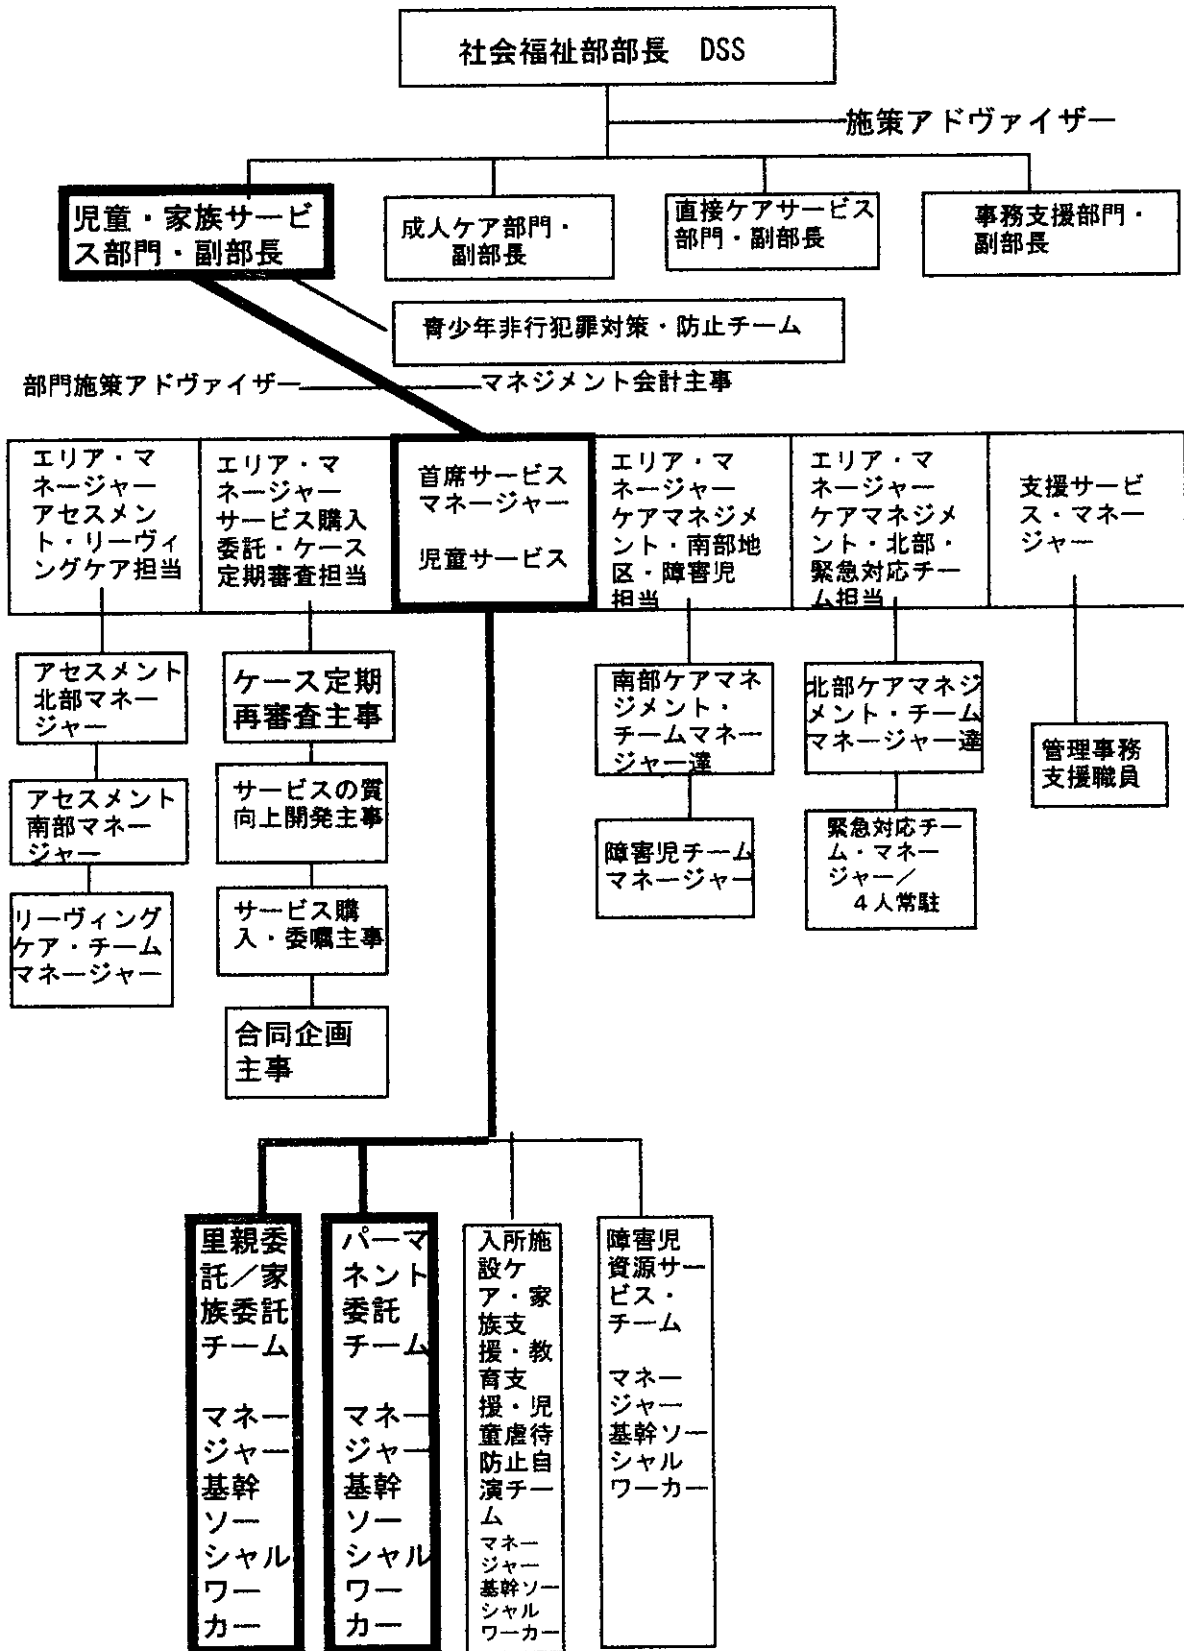 社会福祉部部長 DSS
施策アドヴァイザー
児童・家族サービ
ス部門・副部長
成人ケア部門・
副部長
直接ケアサービス
部門・副部長
事務支援部門・
副部長
青少年非行犯罪対策・防止チーム
部門施策アドヴァイザー
マネジメント会計主事
エリア・マ
ネージャー
アセスメン
ト・リーヴィ
ングケア担当
エリア・マ
ネージャー
サービス購入
委託・ケース
定期審査担当
首席サービス
マネージャー
児童サービス
エリア・マ
ネージャー
ケアマネジメ
ント・南部地
区・障害児
担当
エリア・マ
ネージャー
ケアマネジメ
ント・北部・
緊急対応チー
ム担当
支援サービ
ス・マネー
ジャー
アセスメント
北部マネー
ジャー
アセスメント
南部マネー
ジャー
リーヴィング
ケア・チーム
マネージャー
ケース定期
再審査主事
サービスの質
向上開発主事
サービス購
入・委嘱主事
合同企画
主事
南部ケアマネ
ジメント・
チームマネー
ジャー達
障害児チーム
マネージャー
北部ケアマネジ
メント・チーム
マネージャー達
緊急対応チー
ム・マネー
ジャー／
４人常駐
管理事務
支援職員
里親委
託／家
族委託
チーム
マネー
ジャー
基幹
ソー
シャル
ワー
カー
パーマ
ネント
委託
チーム
マネー
ジャー
基幹
ソー
シャル
ワー
カー
入所施
設ケ
ア・家
族支
援・教
育支
援・児
童虐待
防止自
演チー
ム
マネー
ジャー
基幹ソー
シャル
ワーカー
障害児
資源サー
ビス・
チーム
マネー
ジャー
基幹ソー
シャル
ワーカー